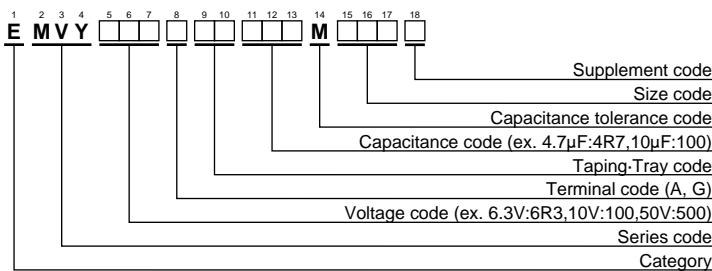 1 2 3 4 5 6 7 8 9 10 11 12 13 14 15 16 17 18
E MVY □□□ □ □□ □□□ M □□□ □
Supplement code
Size code
Capacitance tolerance code
Capacitance code (ex. 4.7µF:4R7,10µF:100)
Taping·Tray code
Terminal code (A, G)
Voltage code (ex. 6.3V:6R3,10V:100,50V:500)
Series code
Category